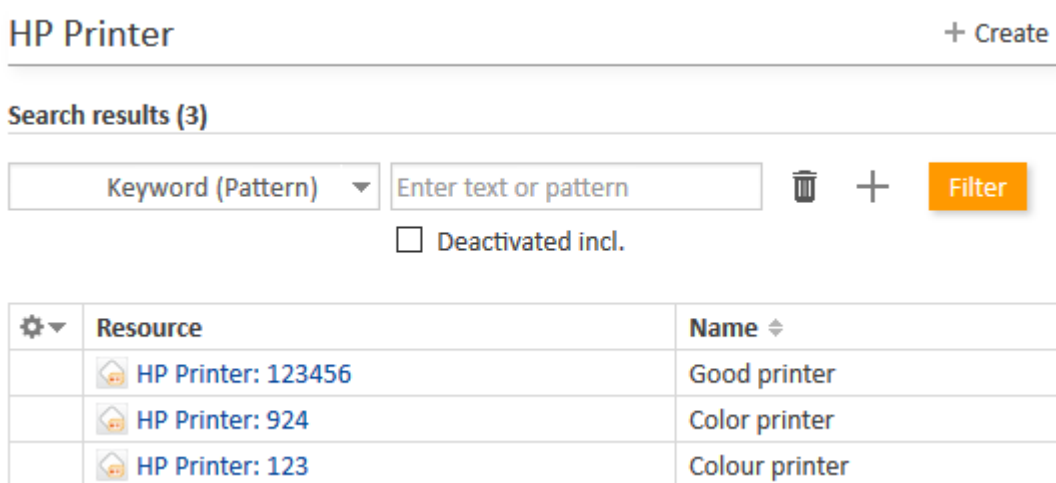 HP Printer + Create
Search results (3)
Keyword (Pattern) Enter text or pattern Filter
Deactivated incl.
Resource Name
HP Printer: 123456 Good printer
HP Printer: 924 Color printer
HP Printer: 123 Colour printer